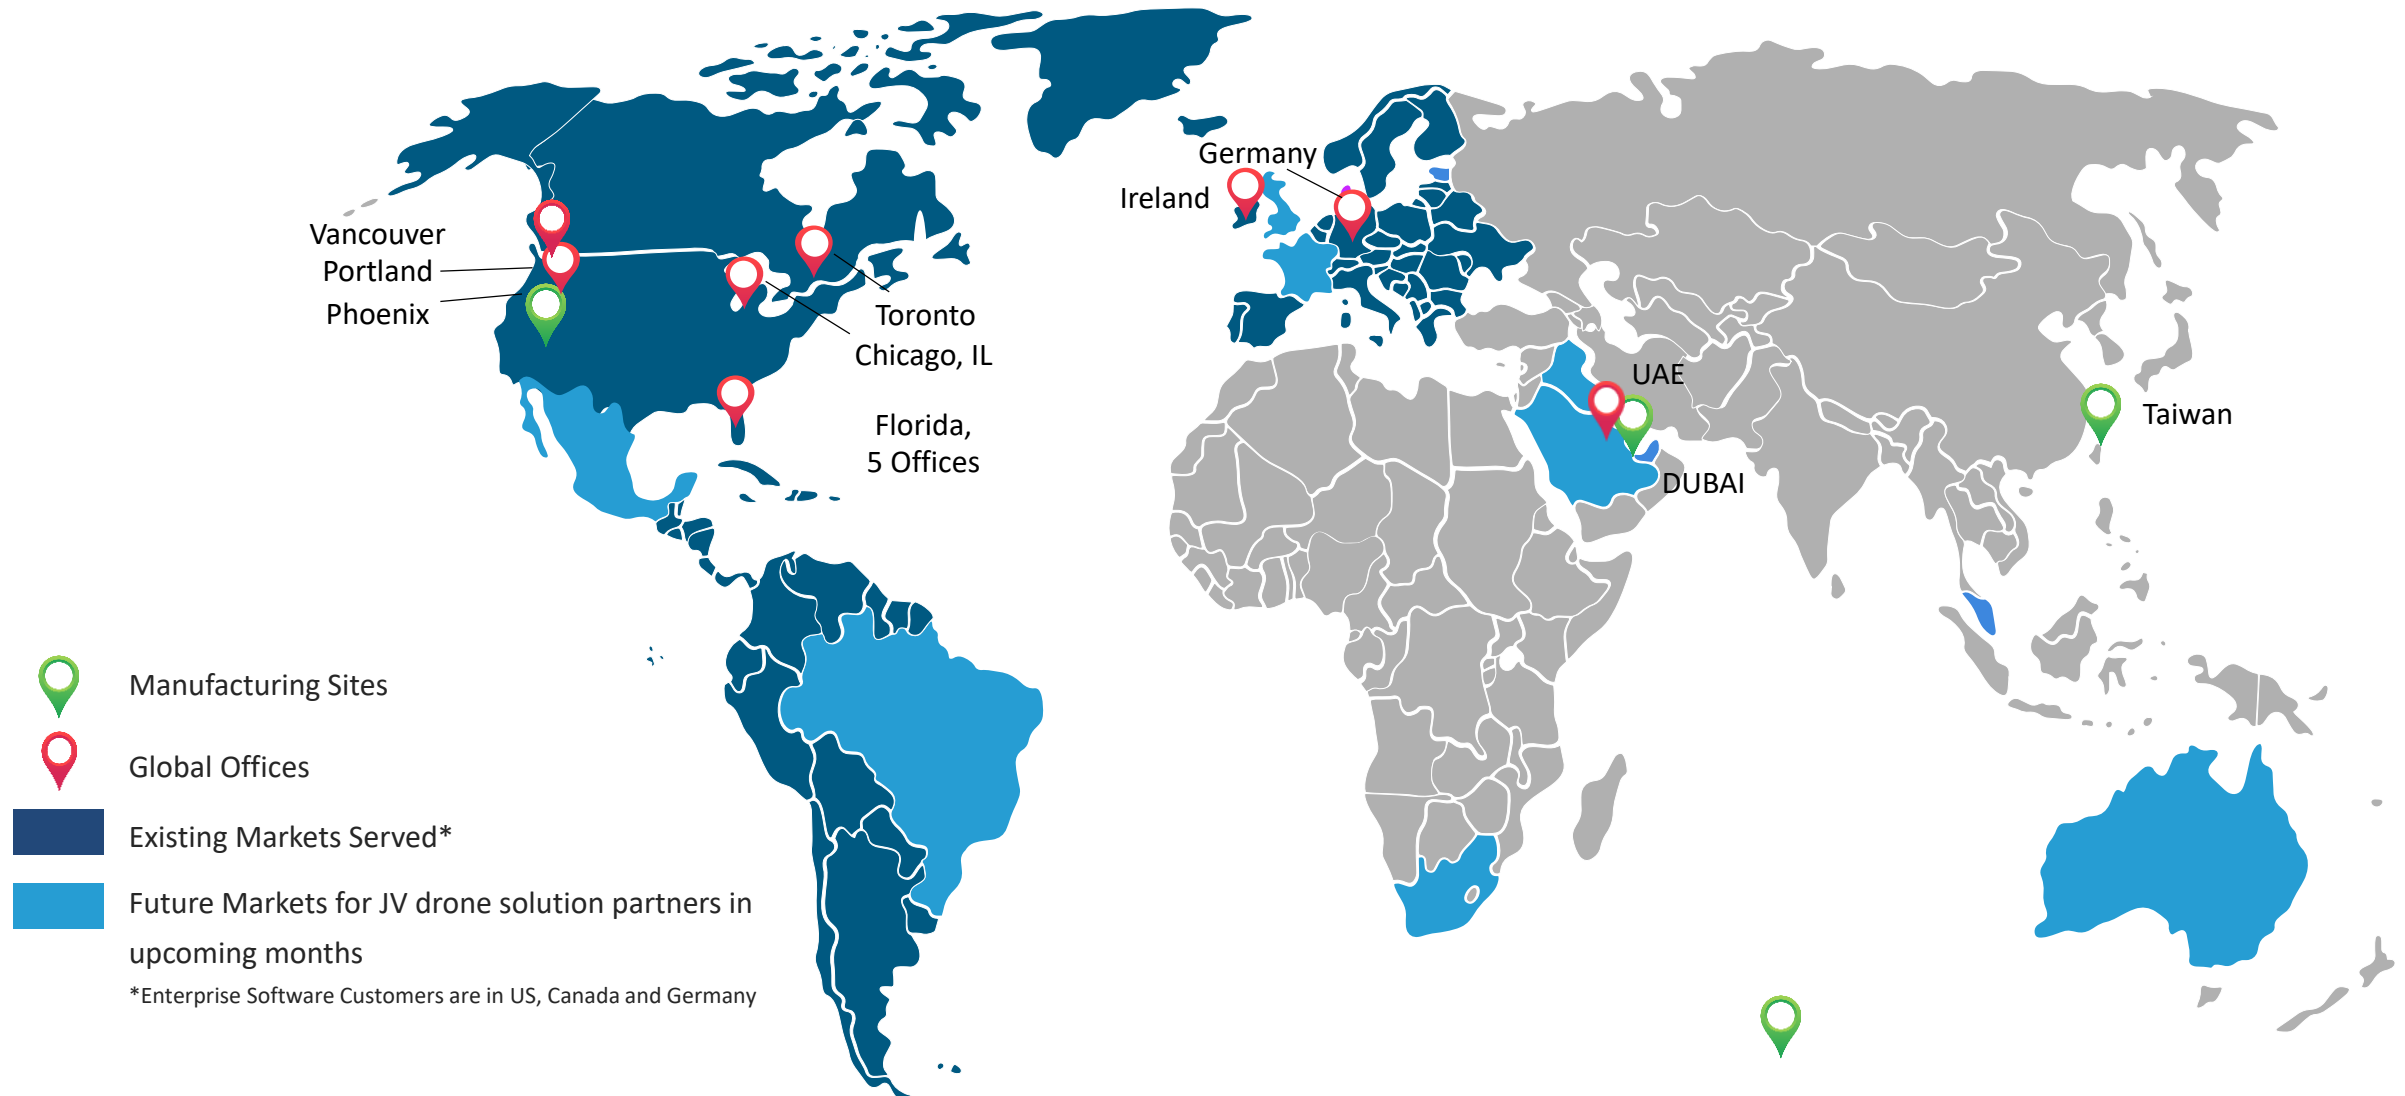 Germany
Ireland
Vancouver
Portland
Phoenix
Toronto
Chicago, IL
Florida,
5 Offices
UAE
DUBAI
Taiwan
Manufacturing Sites
Global Offices
Existing Markets Served*
Future Markets for JV drone solution partners in
upcoming months
*Enterprise Software Customers are in US, Canada and Germany